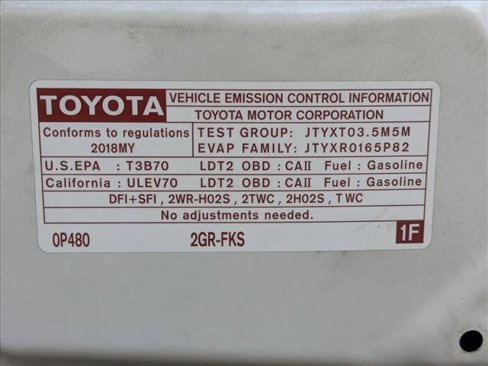 TOYOTA
VEHICLE EMISSION CONTROL INFORMATION
TOYOTA MOTOR CORPORATION
Conforms to regulations
2018MY
TEST GROUP: JTYXT03.5M5M
EVAP FAMILY: JTYXR0165P82
U.S.EPA : T3B70 LDT2 OBD : CAII Fuel : Gasoline
California : ULEV70 LDT2 OBD : CAII Fuel : Gasoline
DFI+SFI , 2WR-HO2S , 2TWC , 2HO2S , TWC
No adjustments needed.
0P480 2GR-FKS 1F